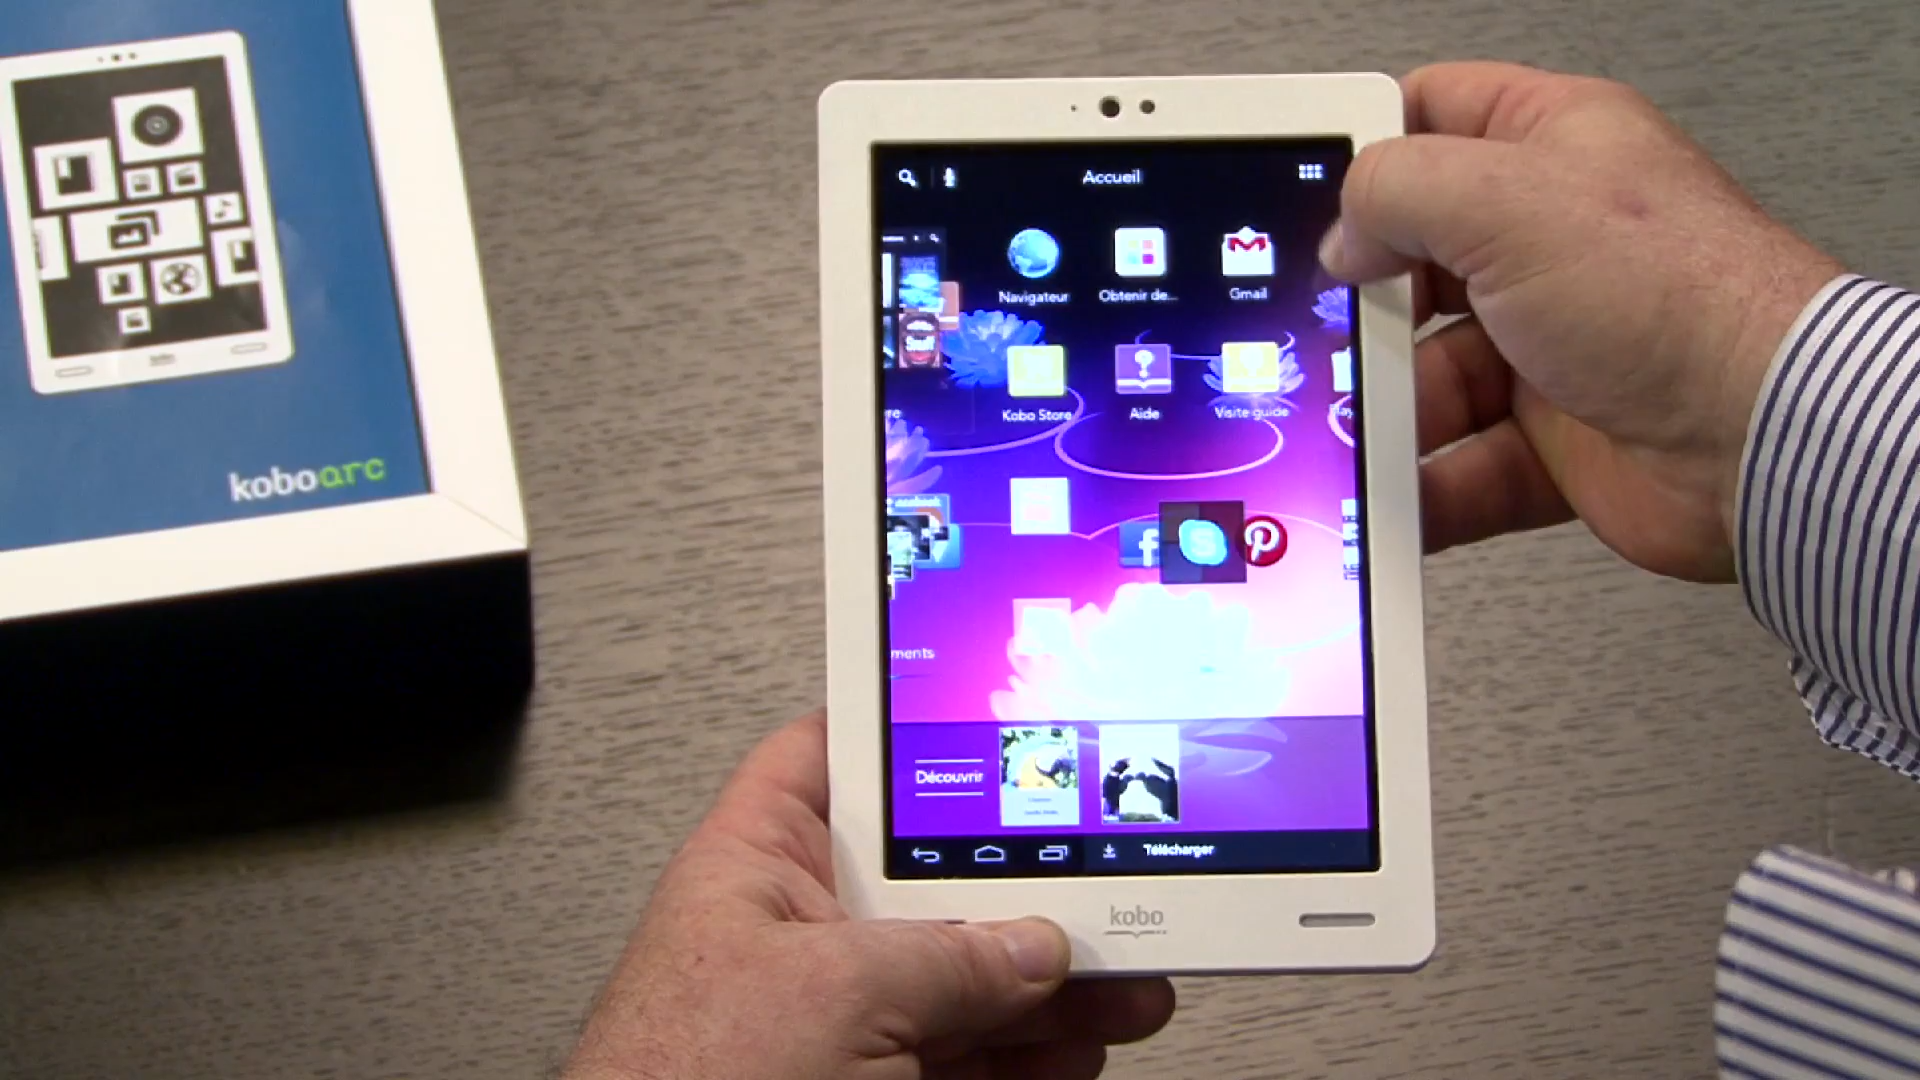 koboarc
Accueil
Navigateur
Obtenir de...
Gmail
Kobo Store
Aide
Visite guide
ments
Découvrir
Télécharger
kobo